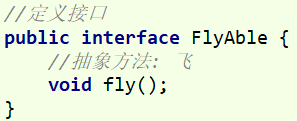 //定义接口
public interface FlyAble {
    //抽象方法: 飞
    void fly();
}